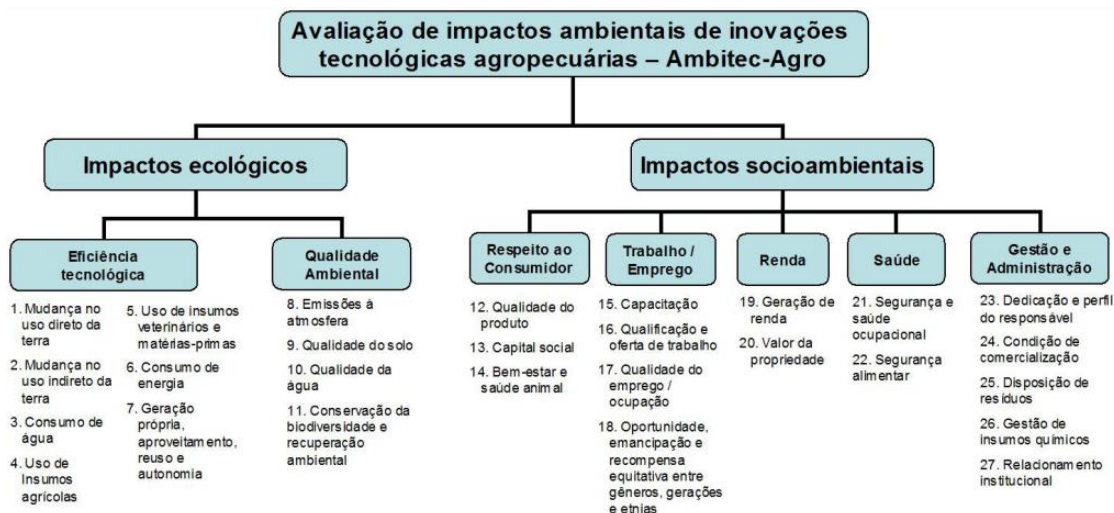 Avaliação de impactos ambientais de inovações
tecnológicas agropecuárias – Ambitec-Agro
Impactos ecológicos
Impactos socioambientais
Eficiência
tecnológica
1. Mudança no
uso direto da
terra
2. Mudança no
uso indireto da
terra
3. Consumo de
água
4. Uso de
Insumos
agrícolas
5. Uso de insumos
veterinários e
matérias-primas
6. Consumo de
energia
7. Geração
própria,
aproveitamento,
reuso e
autonomia
Qualidade
Ambiental
8. Emissões à
atmosfera
9. Qualidade do solo
10. Qualidade da
água
11. Conservação da
biodiversidade e
recuperação
ambiental
Respeito ao
Consumidor
12. Qualidade do
produto
13. Capital social
14. Bem-estar e
saúde animal
Trabalho /
Emprego
15. Capacitação
16. Qualificação e
oferta de trabalho
17. Qualidade do
emprego /
ocupação
18. Oportunidade,
emancipação e
recompensa
equitativa entre
gêneros, gerações
e etnias
Renda
19. Geração de
renda
20. Valor da
propriedade
Saúde
21. Segurança e
saúde
ocupacional
22. Segurança
alimentar
Gestão e
Administração
23. Dedicação e perfil
do responsável
24. Condição de
comercialização
25. Disposição de
resíduos
26. Gestão de
insumos químicos
27. Relacionamento
institucional